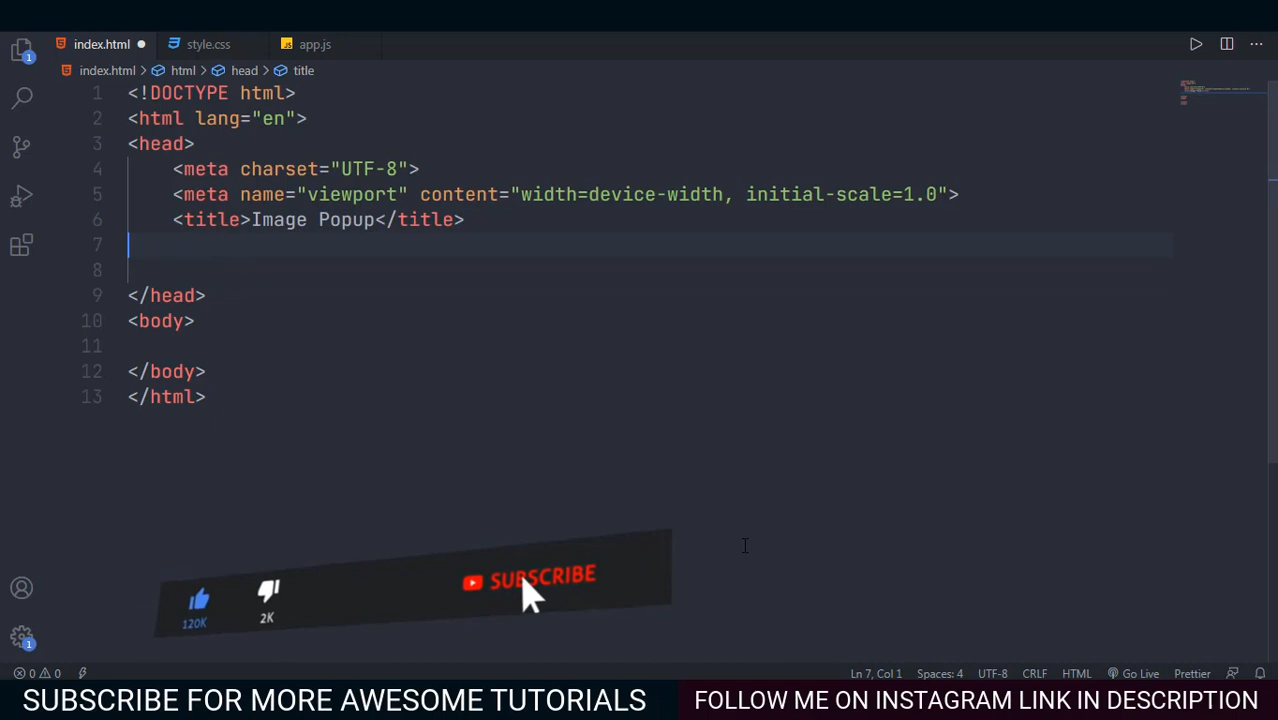 index.html
style.css
app.js
index.html
html
head
title
1 <!DOCTYPE html>
2 <html lang="en">
3 <head>
4 <meta charset="UTF-8">
5 <meta name="viewport" content="width=device-width, initial-scale=1.0">
6 <title>Image Popup</title>
7
8
9 </head>
10 <body>
11
12 </body>
13 </html>
1
120K
2K
SUBSCRIBE
1
0 0
Ln 7, Col 1
Spaces: 4
UTF-8
CRLF
HTML
Go Live
Prettier
SUBSCRIBE FOR MORE AWESOME TUTORIALS
FOLLOW ME ON INSTAGRAM LINK IN DESCRIPTION